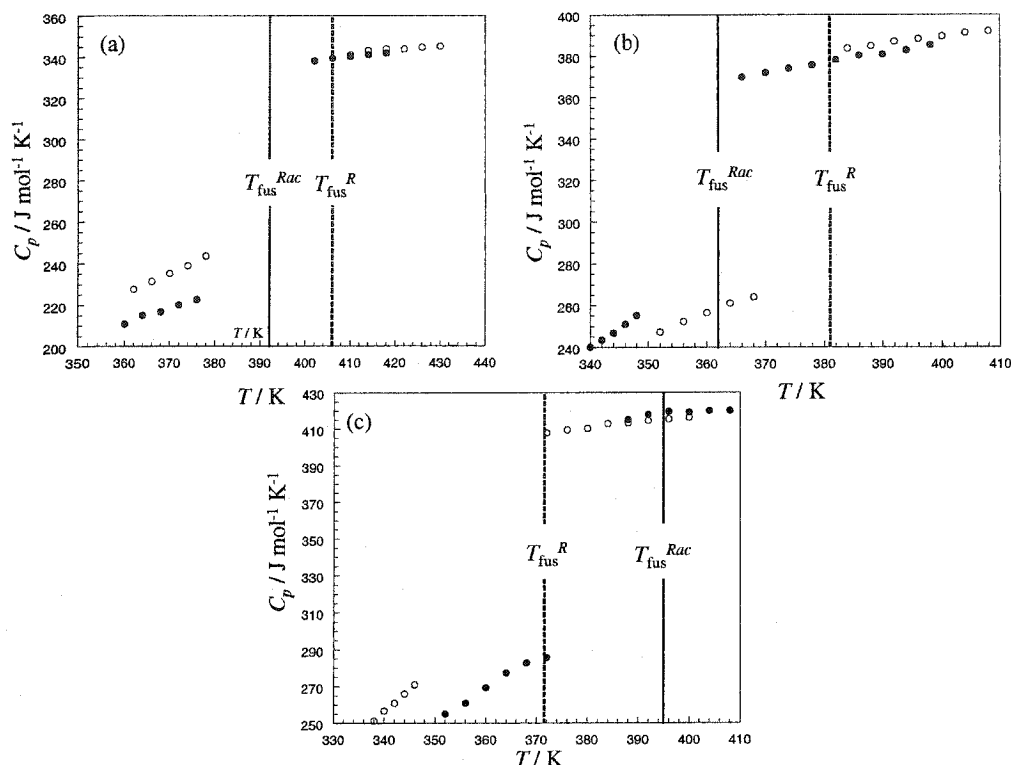 (a)
C_p / J mol⁻¹ K⁻¹
360
340
320
300
280
260
240
220
200
T_fus^Rac
T_fus^R
T / K
350 360 370 380 390 400 410 420 430 440
T / K
(b)
C_p / J mol⁻¹ K⁻¹
400
380
360
340
320
300
280
260
240
T_fus^Rac
T_fus^R
340 350 360 370 380 390 400 410
T / K
(c)
C_p / J mol⁻¹ K⁻¹
430
410
390
370
350
330
310
290
270
250
T_fus^R
T_fus^Rac
330 340 350 360 370 380 390 400 410
T / K